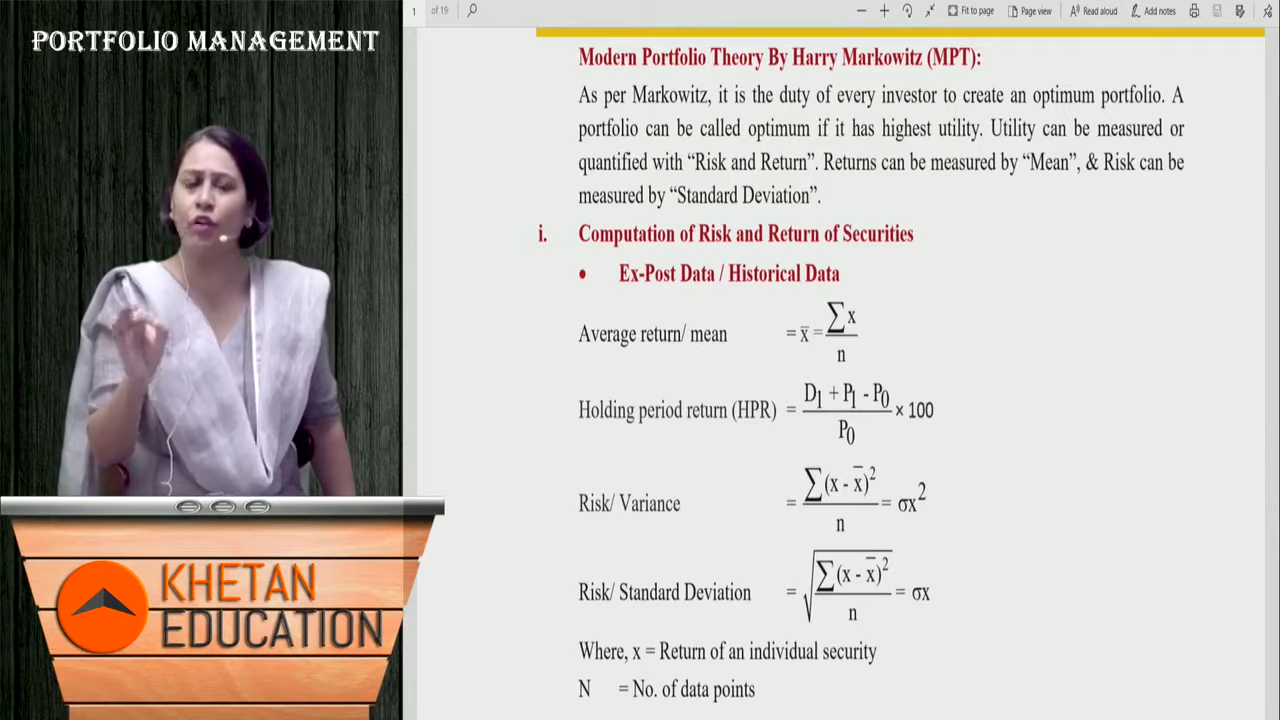 PORTFOLIO MANAGEMENT
1 of 19
Fit to page
Page view
Read aloud
Add notes
Modern Portfolio Theory By Harry Markowitz (MPT):
As per Markowitz, it is the duty of every investor to create an optimum portfolio. A
portfolio can be called optimum if it has highest utility. Utility can be measured or
quantified with “Risk and Return”. Returns can be measured by “Mean”, & Risk can be
measured by “Standard Deviation”.
i. Computation of Risk and Return of Securities
• Ex-Post Data / Historical Data
Average return/ mean = x̄ = ∑x / n
Holding period return (HPR) = (D1 + P1 - P0) / P0 × 100
Risk/ Variance = ∑(x - x̄)² / n = σx²
Risk/ Standard Deviation = √(∑(x - x̄)² / n) = σx
Where, x = Return of an individual security
N = No. of data points
KHETAN
EDUCATION